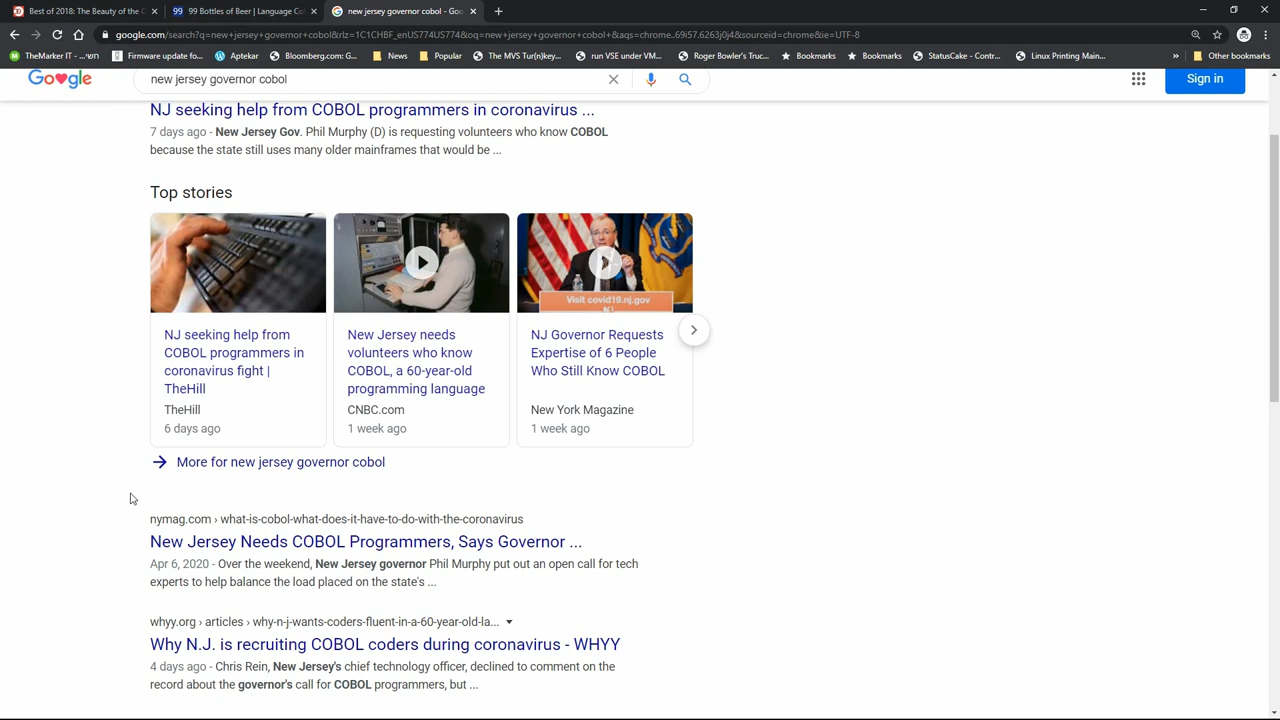 Best of 2018: The Beauty of the C
99 Bottles of Beer | Language Col
new jersey governor cobol - Goo
google.com/search?q=new+jersey+governor+cobol&rlz=1C1CHBF_enUS774US774&oq=new+jersey+governor+cobol+&aqs=chrome..69i57.6263j0j4&sourceid=chrome&ie=UTF-8
TheMarker IT - חשי...
Firmware update fo...
Aptekar
Bloomberg.com: G...
News
Popular
The MVS Tur(n)key...
run VSE under VM...
Roger Bowler's Truc...
Bookmarks
Bookmarks
StatusCake - Contr...
Linux Printing Main...
»
Other bookmarks
Google
new jersey governor cobol
Sign in
NJ seeking help from COBOL programmers in coronavirus ...
7 days ago - New Jersey Gov. Phil Murphy (D) is requesting volunteers who know COBOL
because the state still uses many older mainframes that would be ...
Top stories
Visit covid19.nj.gov
NJ seeking help from
COBOL programmers in
coronavirus fight |
TheHill
TheHill
6 days ago
New Jersey needs
volunteers who know
COBOL, a 60-year-old
programming language
CNBC.com
1 week ago
NJ Governor Requests
Expertise of 6 People
Who Still Know COBOL
New York Magazine
1 week ago
More for new jersey governor cobol
nymag.com › what-is-cobol-what-does-it-have-to-do-with-the-coronavirus
New Jersey Needs COBOL Programmers, Says Governor ...
Apr 6, 2020 - Over the weekend, New Jersey governor Phil Murphy put out an open call for tech
experts to help balance the load placed on the state's ...
whyy.org › articles › why-n-j-wants-coders-fluent-in-a-60-year-old-la...
Why N.J. is recruiting COBOL coders during coronavirus - WHYY
4 days ago - Chris Rein, New Jersey's chief technology officer, declined to comment on the
record about the governor's call for COBOL programmers, but ...